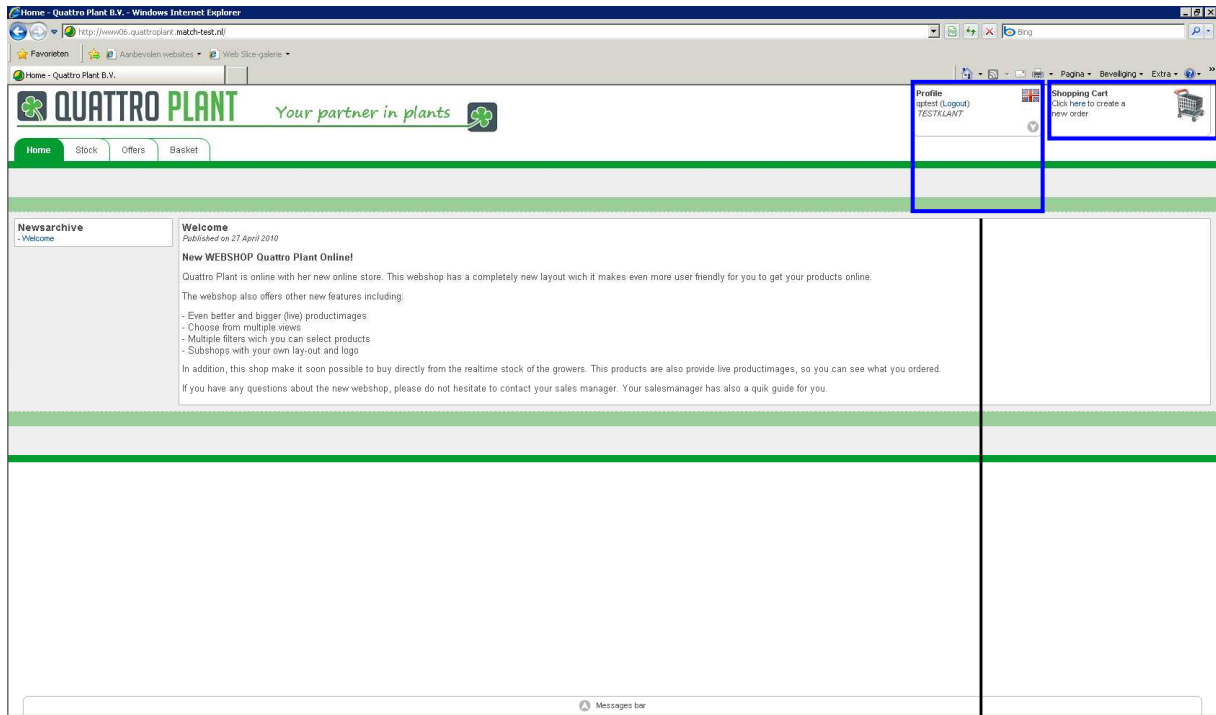 Home - Quattro Plant B.V. - Windows Internet Explorer
http://www06.quattroplant.match-test.nl/
Bing
Favorieten
Aanbevolen websites
Web Slice-galerie
Home - Quattro Plant B.V.
Pagina
Beveiliging
Extra
»
QUATTRO PLANT
Your partner in plants
Profile
qptest (Logout)
TESTKLANT
Shopping Cart
Click here to create a
new order
Home
Stock
Offers
Basket
Newsarchive
- Welcome
Welcome
Published on 27 April 2010
New WEBSHOP Quattro Plant Online!
Quattro Plant is online with her new online store. This webshop has a completely new layout wich it makes even more user friendly for you to get your products online.
The webshop also offers other new features including:
- Even better and bigger (live) productimages
- Choose from multiple views
- Multiple filters wich you can select products
- Subshops with your own lay-out and logo
In addition, this shop make it soon possible to buy directly from the realtime stock of the growers. This products are also provide live productimages, so you can see what you ordered.
If you have any questions about the new webshop, please do not hesitate to contact your sales manager. Your salesmanager has also a quik guide for you.
Messages bar